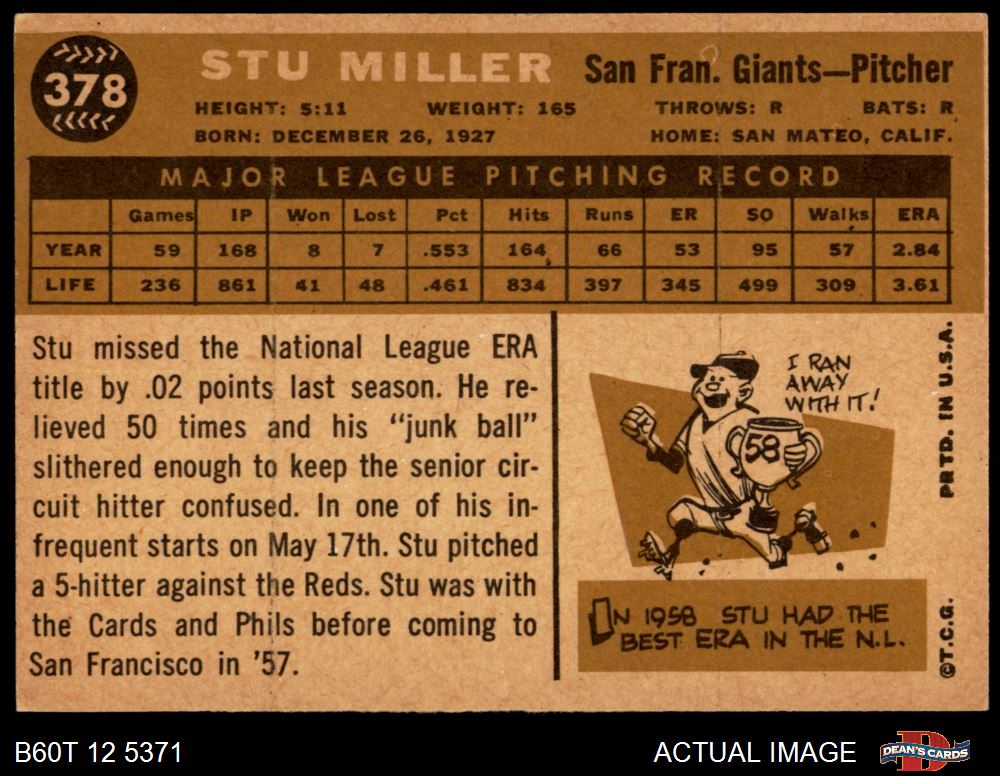 378
STU MILLER San Fran. Giants—Pitcher
HEIGHT: 5:11 WEIGHT: 165 THROWS: R BATS: R
BORN: DECEMBER 26, 1927 HOME: SAN MATEO, CALIF.
MAJOR LEAGUE PITCHING RECORD
Games IP Won Lost Pct Hits Runs ER SO Walks ERA
YEAR 59 168 8 7 .553 164 66 53 95 57 2.84
LIFE 236 861 41 48 .461 834 397 345 499 309 3.61
Stu missed the National League ERA
title by .02 points last season. He re-
lieved 50 times and his "junk ball"
slithered enough to keep the senior cir-
cuit hitter confused. In one of his in-
frequent starts on May 17th. Stu pitched
a 5-hitter against the Reds. Stu was with
the Cards and Phils before coming to
San Francisco in '57.
I RAN
AWAY
WITH IT!
58
IN 1958 STU HAD THE
BEST ERA IN THE N.L.
PRTD. IN U.S.A.
©T.C.G.
B60T 12 5371
ACTUAL IMAGE
D
DEAN'S CARDS